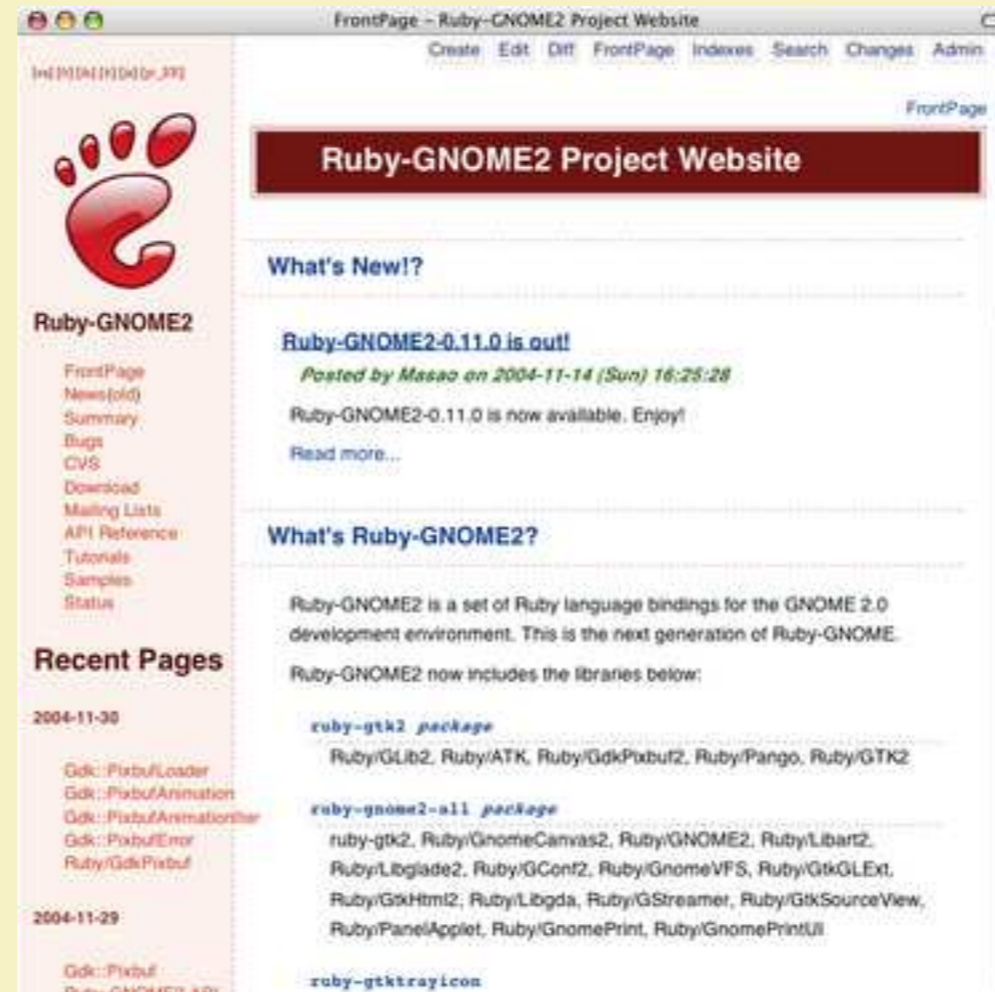 FrontPage - Ruby-GNOME2 Project Website
Create Edit Diff FrontPage Indexes Search Changes Admin
FrontPage
Ruby-GNOME2 Project Website
Ruby-GNOME2
FrontPage
News(old)
Summary
Bugs
CVS
Download
Mailing Lists
API Reference
Tutorials
Samples
Status
Recent Pages
2004-11-30
Gdk::PixbufLoader
Gdk::PixbufAnimation
Gdk::PixbufAnimationIter
Gdk::PixbufError
Ruby/GdkPixbuf
2004-11-29
Gdk::Pixbuf
Ruby-GNOME2 API
What's New!?
Ruby-GNOME2-0.11.0 is out!
Posted by Masao on 2004-11-14 (Sun) 16:25:28
Ruby-GNOME2-0.11.0 is now available. Enjoy!
Read more...
What's Ruby-GNOME2?
Ruby-GNOME2 is a set of Ruby language bindings for the GNOME 2.0
development environment. This is the next generation of Ruby-GNOME.
Ruby-GNOME2 now includes the libraries below:
ruby-gtk2 package
Ruby/GLib2, Ruby/ATK, Ruby/GdkPixbuf2, Ruby/Pango, Ruby/GTK2
ruby-gnome2-all package
ruby-gtk2, Ruby/GnomeCanvas2, Ruby/GNOME2, Ruby/Libart2,
Ruby/Libglade2, Ruby/GConf2, Ruby/GnomeVFS, Ruby/GtkGLExt,
Ruby/GtkHtml2, Ruby/Libgda, Ruby/GStreamer, Ruby/GtkSourceView,
Ruby/PanelApplet, Ruby/GnomePrint, Ruby/GnomePrintUI
ruby-gtktrayicon